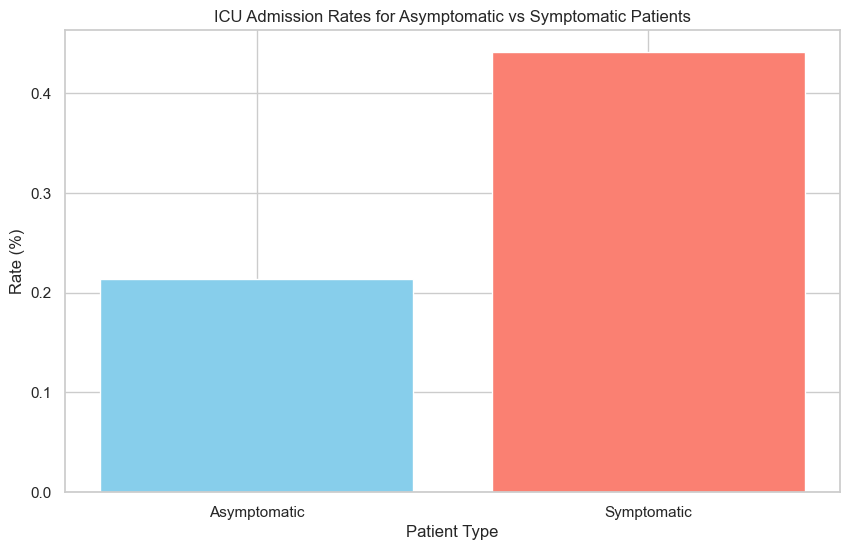 ICU Admission Rates for Asymptomatic vs Symptomatic Patients
Rate (%)
0.4
0.3
0.2
0.1
0.0
Asymptomatic
Symptomatic
Patient Type